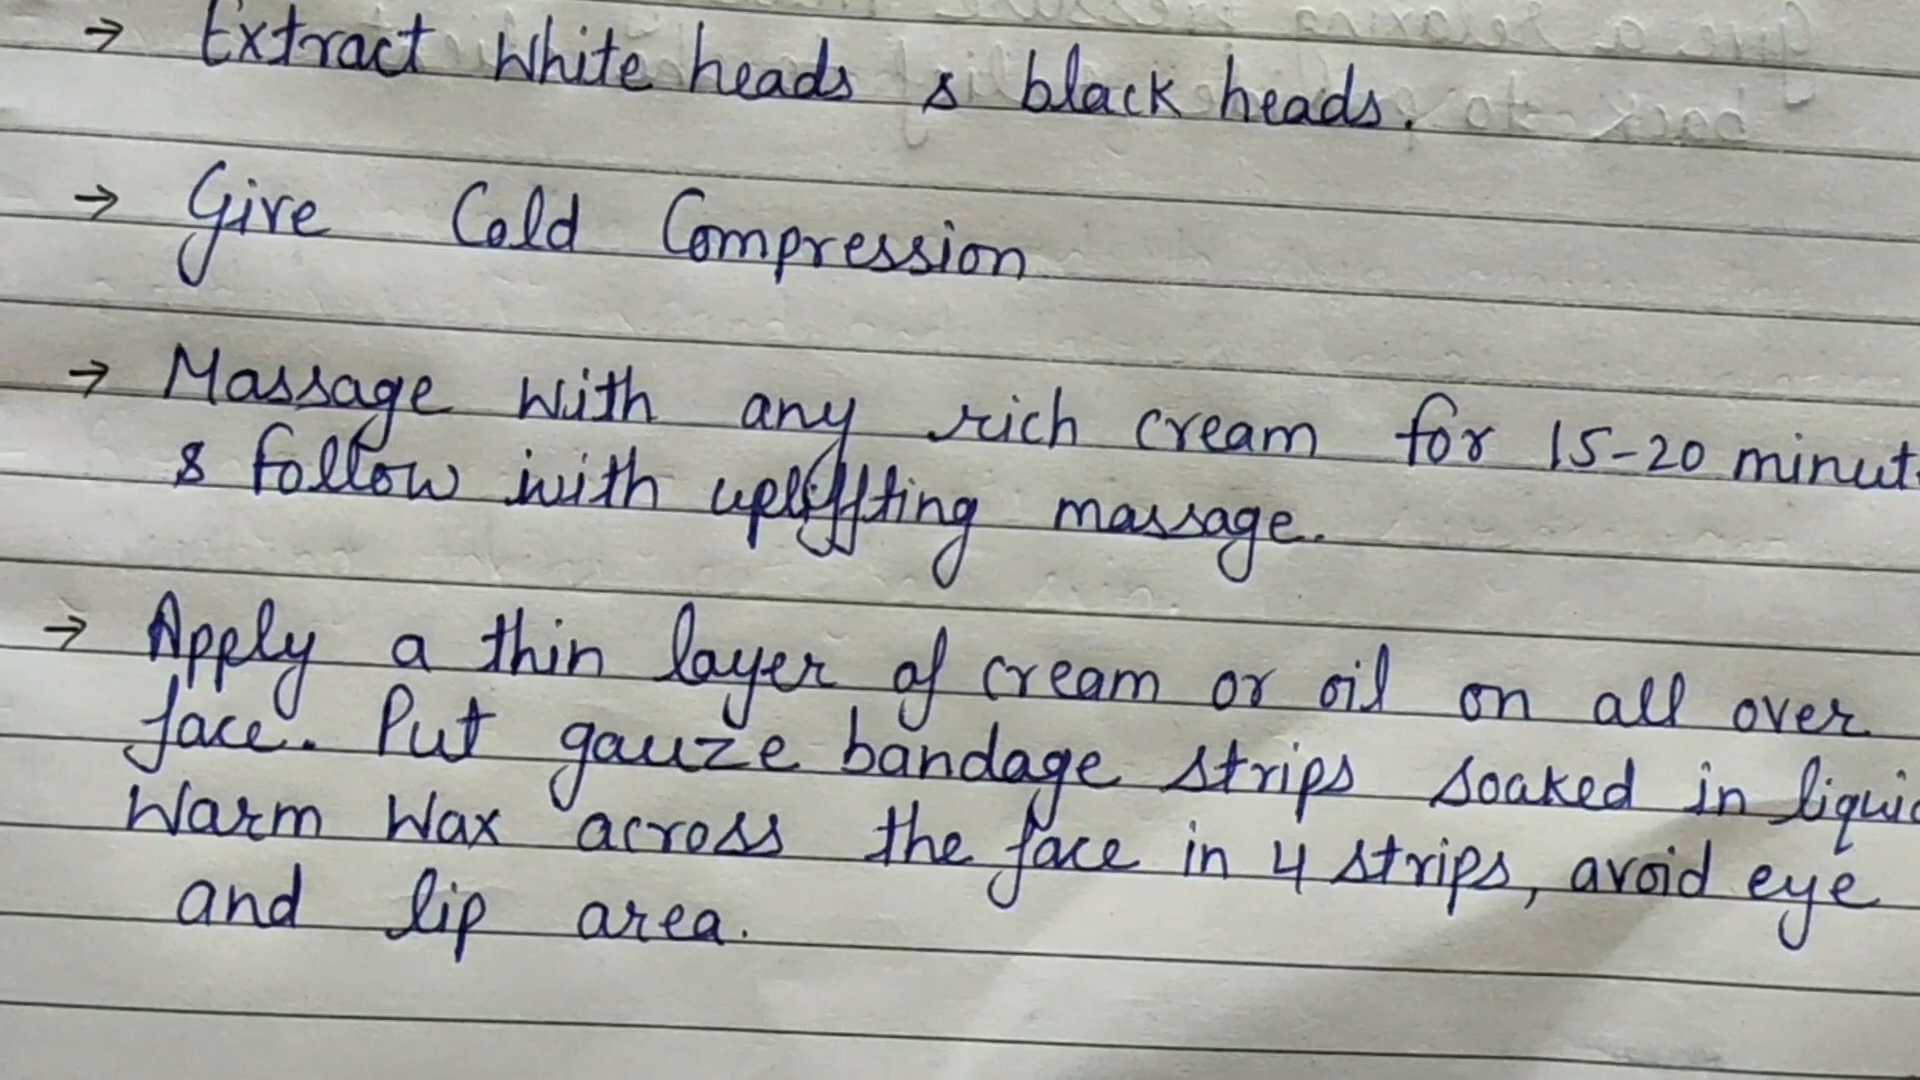 → Extract White heads & black heads.
→ Give Cold Compression
→ Massage with any rich cream for 15-20 minut
& follow with upliffting massage.
→ Apply a thin layer of cream or oil on all over
face. Put gauze bandage strips soaked in liquid
Warm Wax across the face in 4 strips, avoid eye
and lip area.